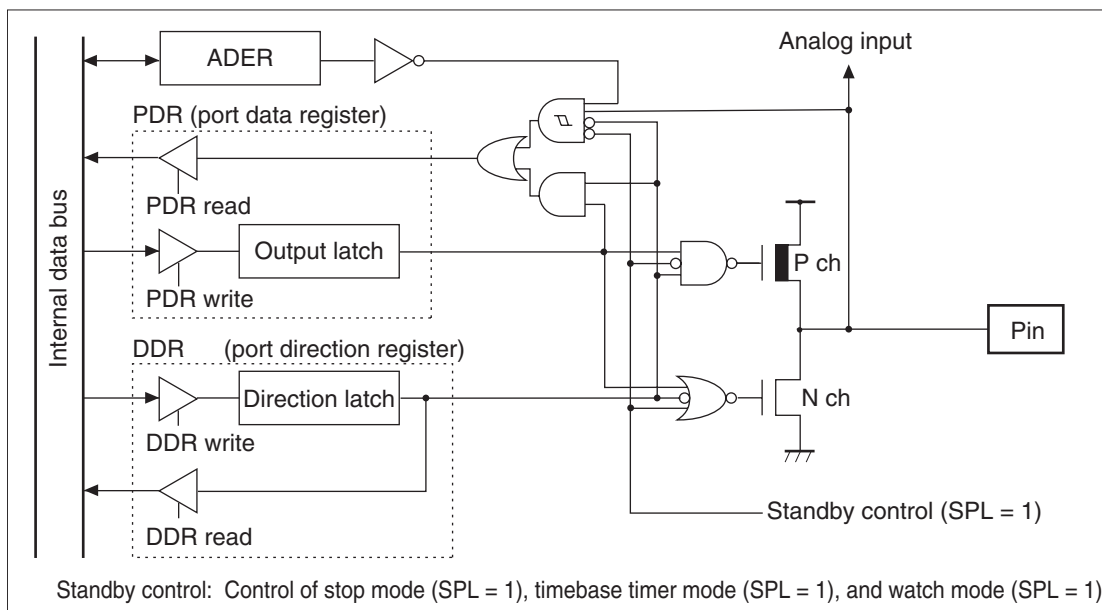 Analog input
ADER
PDR (port data register)
PDR read
Output latch
PDR write
P ch
Pin
Internal data bus
DDR (port direction register)
Direction latch
N ch
DDR write
DDR read
Standby control (SPL = 1)
Standby control: Control of stop mode (SPL = 1), timebase timer mode (SPL = 1), and watch mode (SPL = 1)